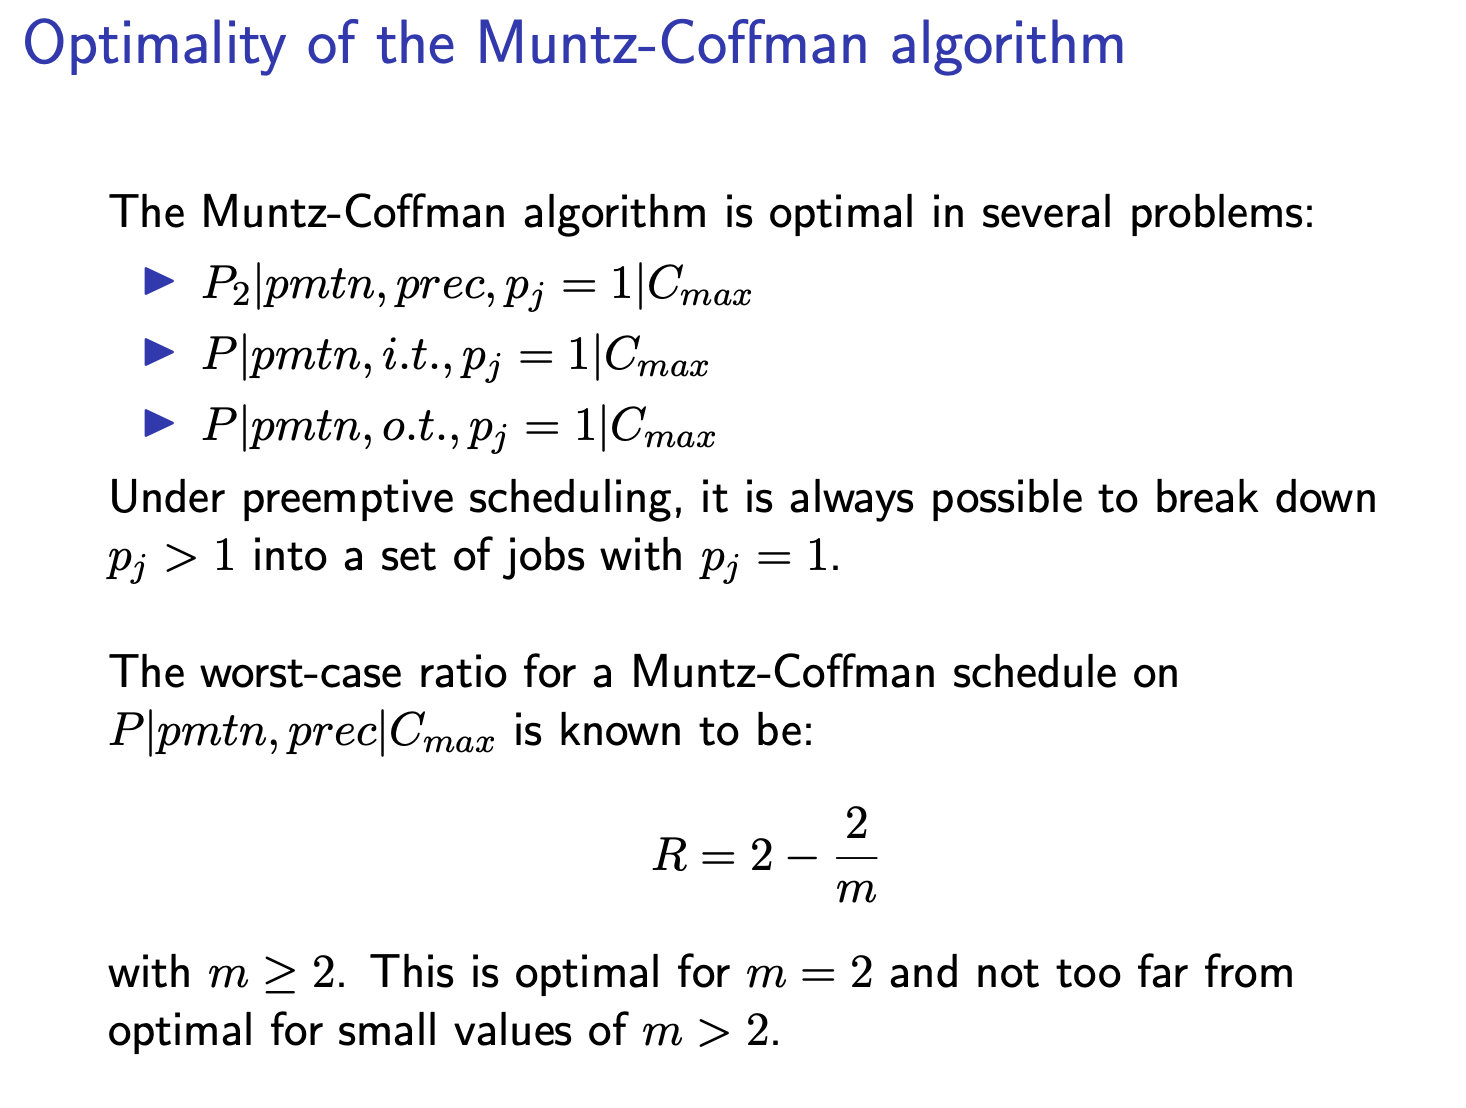 Optimality of the Muntz-Coffman algorithm
The Muntz-Coffman algorithm is optimal in several problems:
▶ $P_2|pmtn, prec, p_j = 1|C_{max}$
▶ $P|pmtn, i.t., p_j = 1|C_{max}$
▶ $P|pmtn, o.t., p_j = 1|C_{max}$
Under preemptive scheduling, it is always possible to break down
$p_j > 1$ into a set of jobs with $p_j = 1$.
The worst-case ratio for a Muntz-Coffman schedule on
$P|pmtn, prec|C_{max}$ is known to be:
$R = 2 - \frac{2}{m}$
with $m \geq 2$. This is optimal for $m = 2$ and not too far from
optimal for small values of $m > 2$.